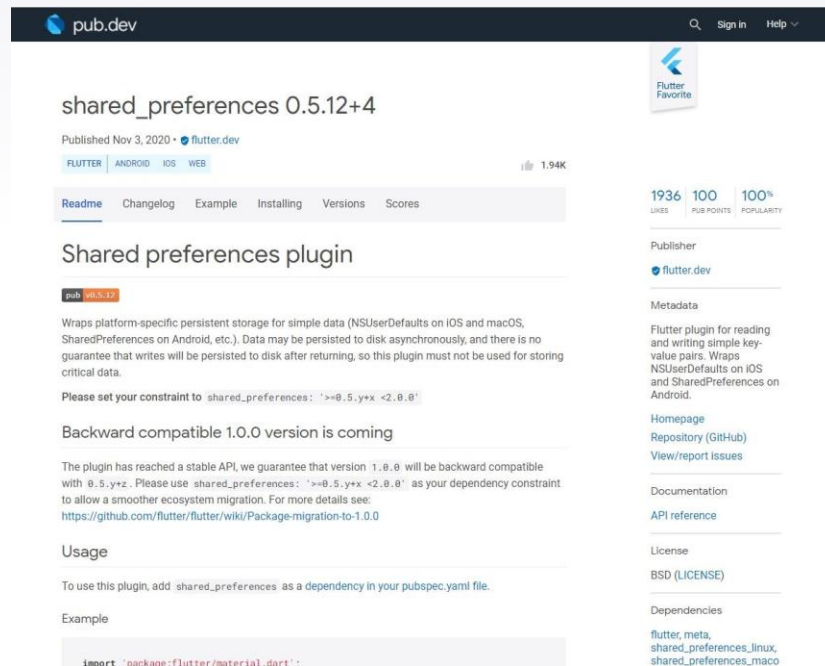 pub.dev
Sign in Help
Flutter
Favorite
shared_preferences 0.5.12+4
Published Nov 3, 2020 • flutter.dev
FLUTTER ANDROID IOS WEB
1.94K
Readme Changelog Example Installing Versions Scores
1936 100 100%
LIKES PUB POINTS POPULARITY
Shared preferences plugin
pub v0.5.12
Wraps platform-specific persistent storage for simple data (NSUserDefaults on iOS and macOS,
SharedPreferences on Android, etc.). Data may be persisted to disk asynchronously, and there is no
guarantee that writes will be persisted to disk after returning, so this plugin must not be used for storing
critical data.
Please set your constraint to shared_preferences: '>=0.5.y+x <2.0.0'
Backward compatible 1.0.0 version is coming
The plugin has reached a stable API, we guarantee that version 1.0.0 will be backward compatible
with 0.5.y+z. Please use shared_preferences: '>=0.5.y+x <2.0.0' as your dependency constraint
to allow a smoother ecosystem migration. For more details see:
https://github.com/flutter/flutter/wiki/Package-migration-to-1.0.0
Usage
To use this plugin, add shared_preferences as a dependency in your pubspec.yaml file.
Example
import 'package:flutter/material.dart';
Publisher
flutter.dev
Metadata
Flutter plugin for reading
and writing simple key-
value pairs. Wraps
NSUserDefaults on iOS
and SharedPreferences on
Android.
Homepage
Repository (GitHub)
View/report issues
Documentation
API reference
License
BSD (LICENSE)
Dependencies
flutter, meta,
shared_preferences_linux,
shared_preferences_maco